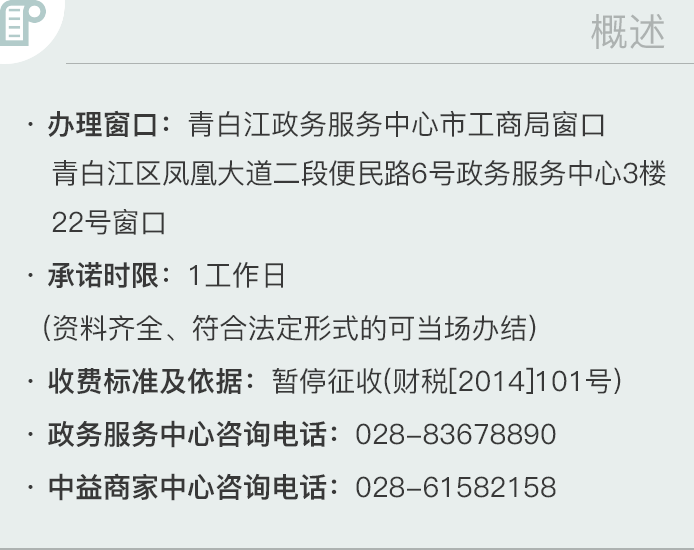 概述
· 办理窗口：青白江政务服务中心市工商局窗口
青白江区凤凰大道二段便民路6号政务服务中心3楼
22号窗口
· 承诺时限：1工作日
(资料齐全、符合法定形式的可当场办结)
· 收费标准及依据：暂停征收(财税[2014]101号)
· 政务服务中心咨询电话：028-83678890
· 中益商家中心咨询电话：028-61582158